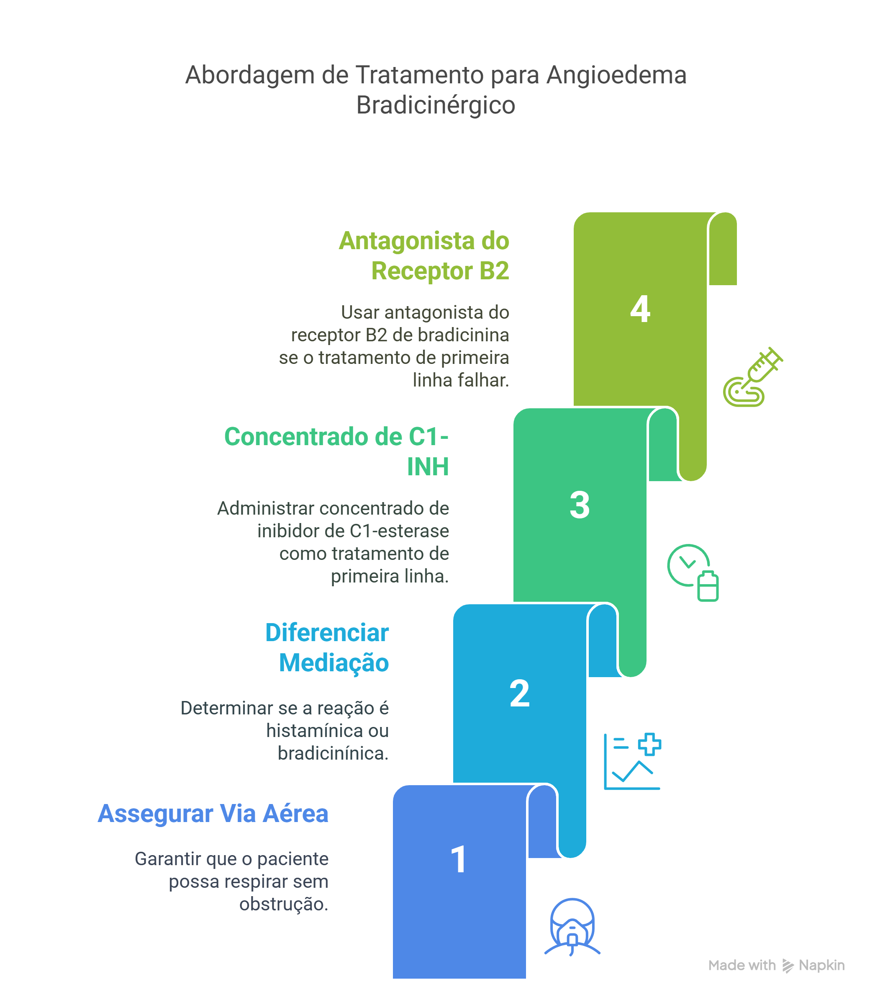 Abordagem de Tratamento para Angioedema
Bradicinérgico
Antagonista do
Receptor B2
Usar antagonista do
receptor B2 de bradicinina
se o tratamento de primeira
linha falhar.
4
Concentrado de C1-
INH
Administrar concentrado de
inibidor de C1-esterase
como tratamento de
primeira linha.
3
Diferenciar
Mediação
Determinar se a reação é
histamínica ou
bradicinínica.
2
Assegurar Via Aérea
Garantir que o paciente
possa respirar sem
obstrução.
1
Made with Napkin